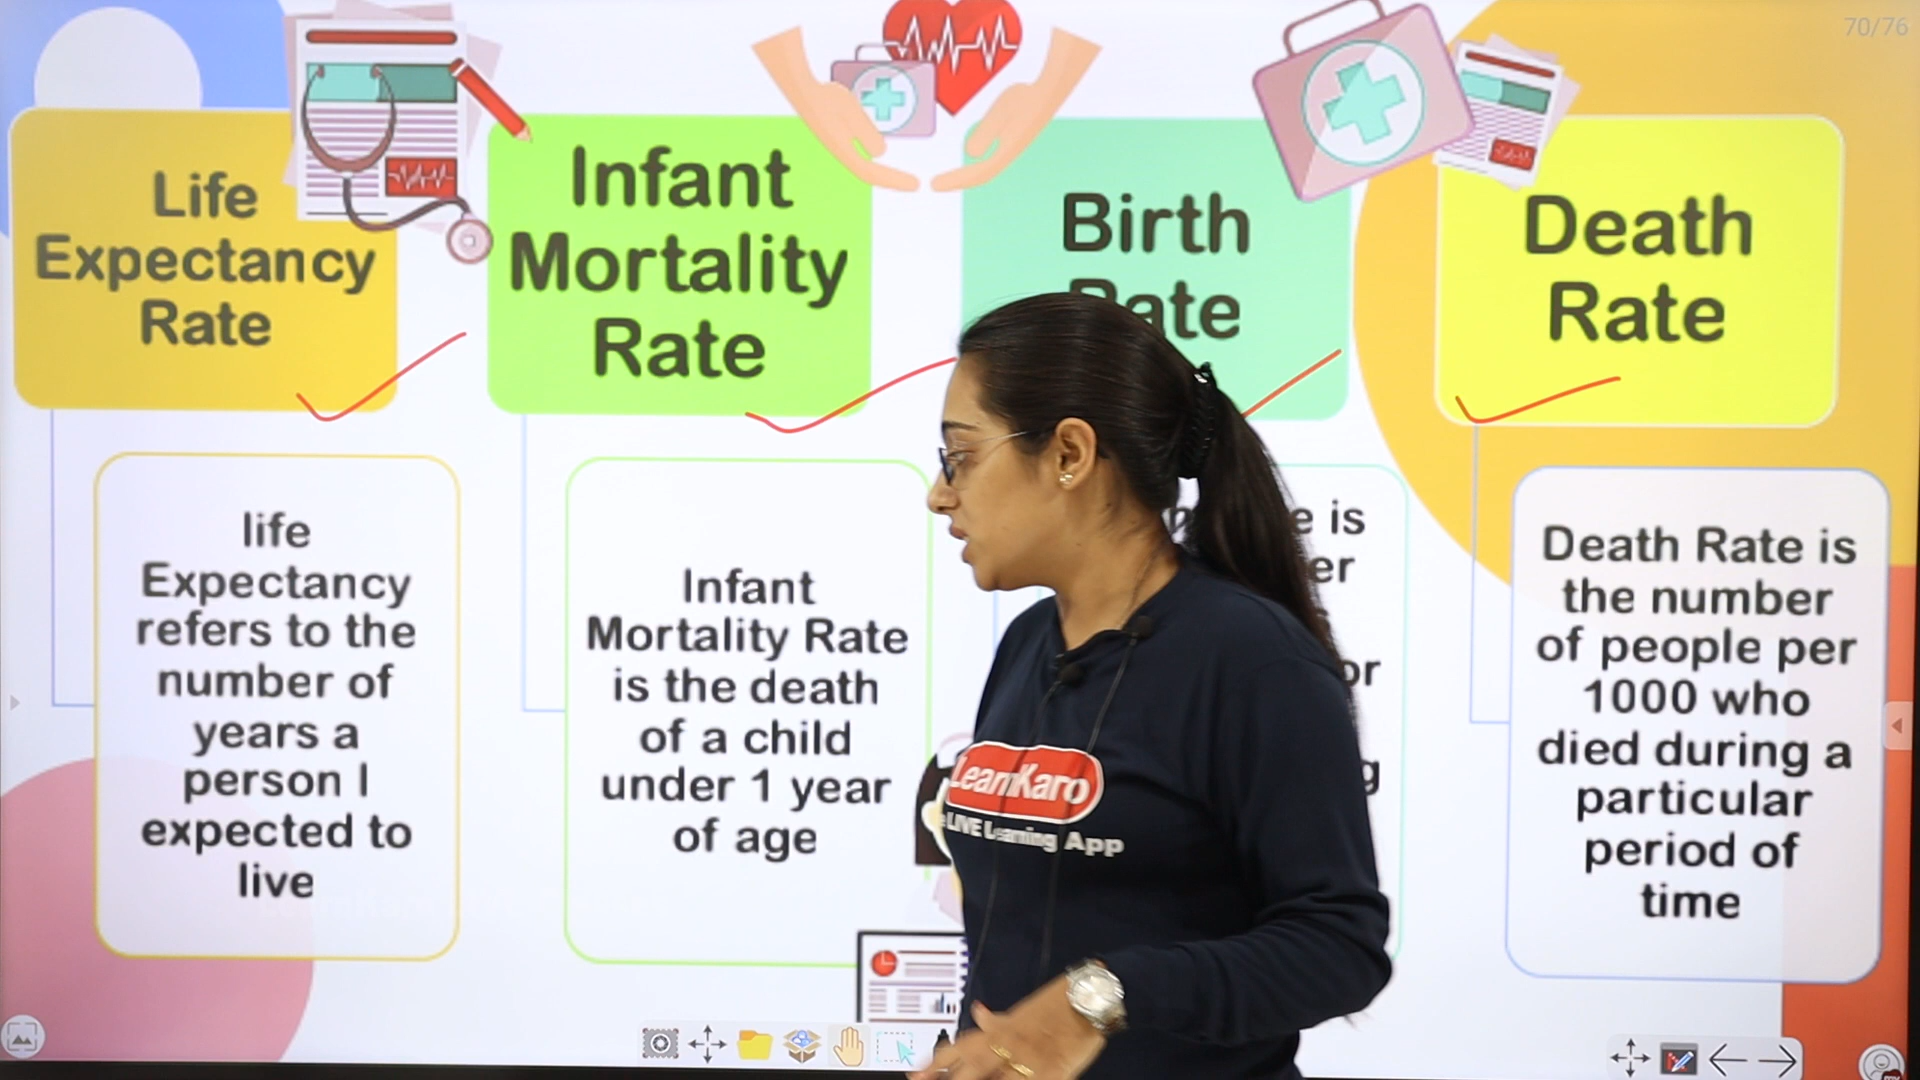 70/76
Life
Expectancy
Rate
Infant
Mortality
Rate
Birth
Rate
Death
Rate
life
Expectancy
refers to the
number of
years a
person I
expected to
live
Infant
Mortality Rate
is the death
of a child
under 1 year
of age
is
Death Rate is
the number
of people per
1000 who
died during a
particular
period of
time
LearnKaro
LIVE Learning App